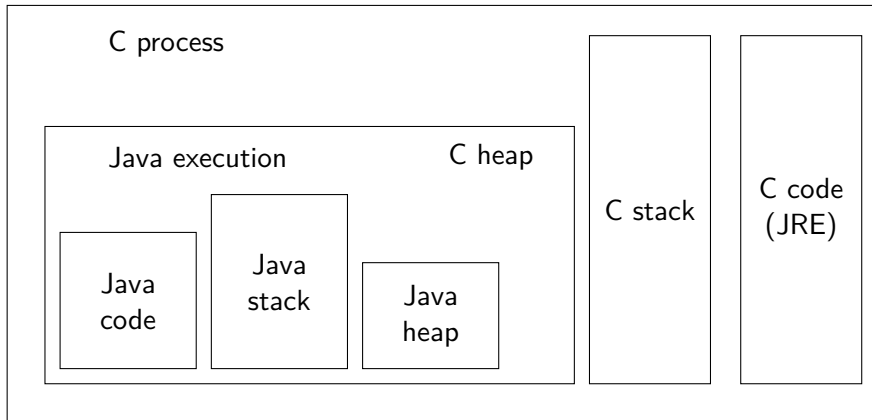 C process
Java execution
C heap
Java
code
Java
stack
Java
heap
C stack
C code
(JRE)